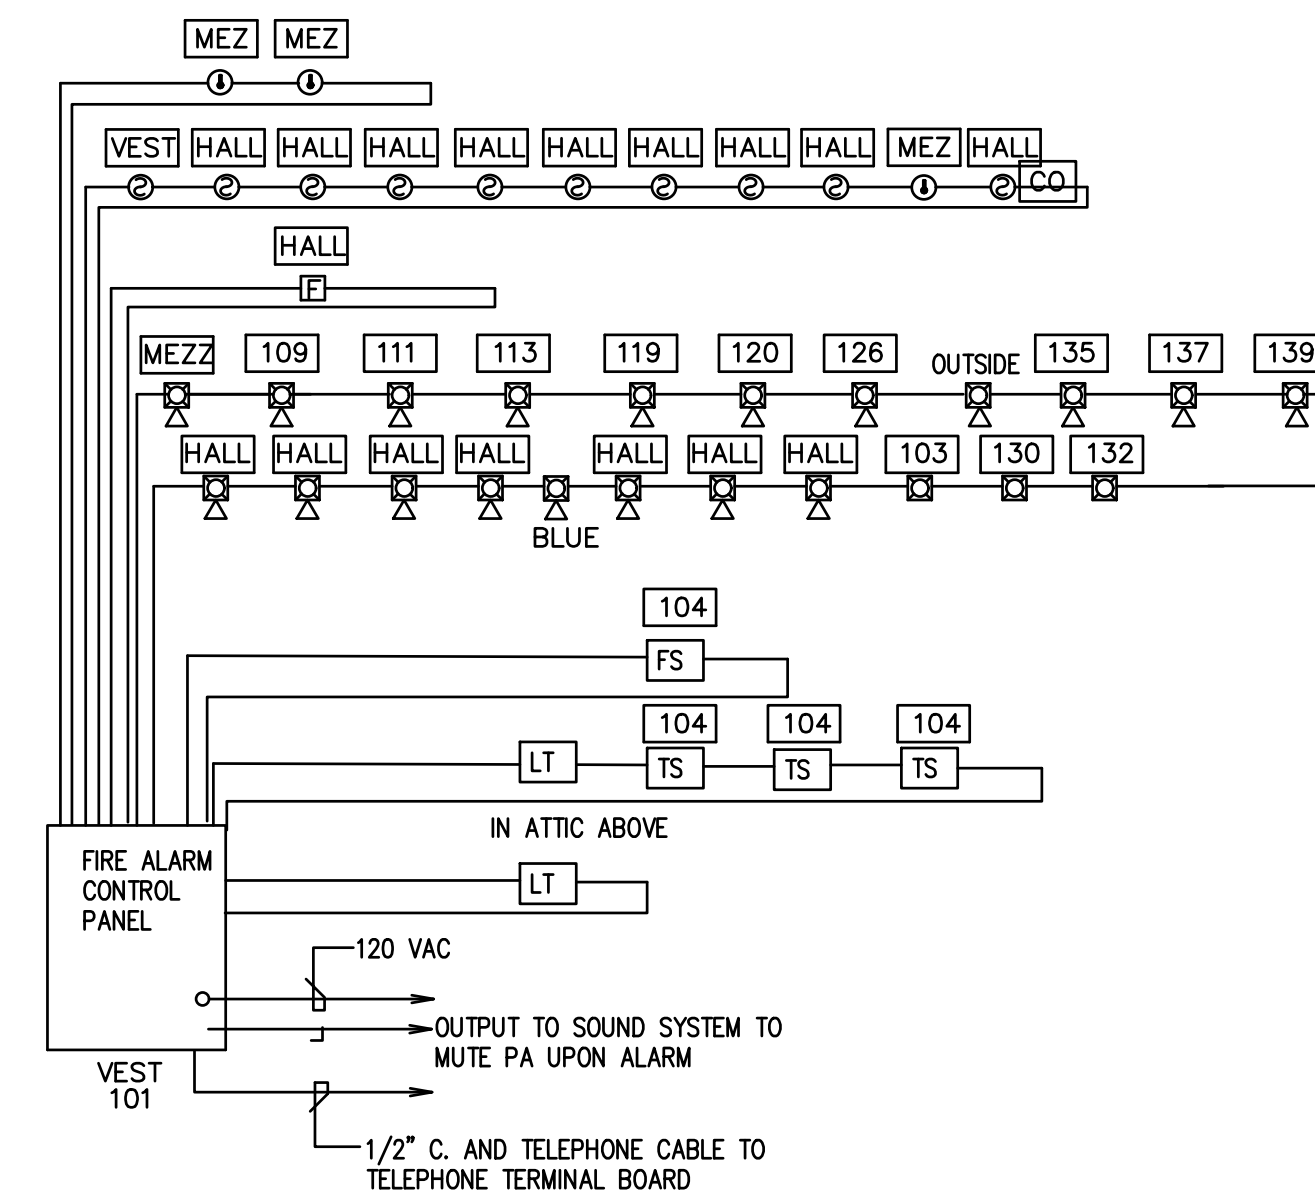 MEZ MEZ
VEST HALL HALL HALL HALL HALL HALL HALL HALL MEZ HALL
CO
HALL
F
MEZZ 109 111 113 119 120 126 OUTSIDE 135 137 139
HALL HALL HALL HALL HALL HALL HALL 103 130 132
BLUE
104
FS
104 104 104
LT TS TS TS
IN ATTIC ABOVE
FIRE ALARM
CONTROL
PANEL
LT
120 VAC
OUTPUT TO SOUND SYSTEM TO
MUTE PA UPON ALARM
VEST
101
1/2" C. AND TELEPHONE CABLE TO
TELEPHONE TERMINAL BOARD